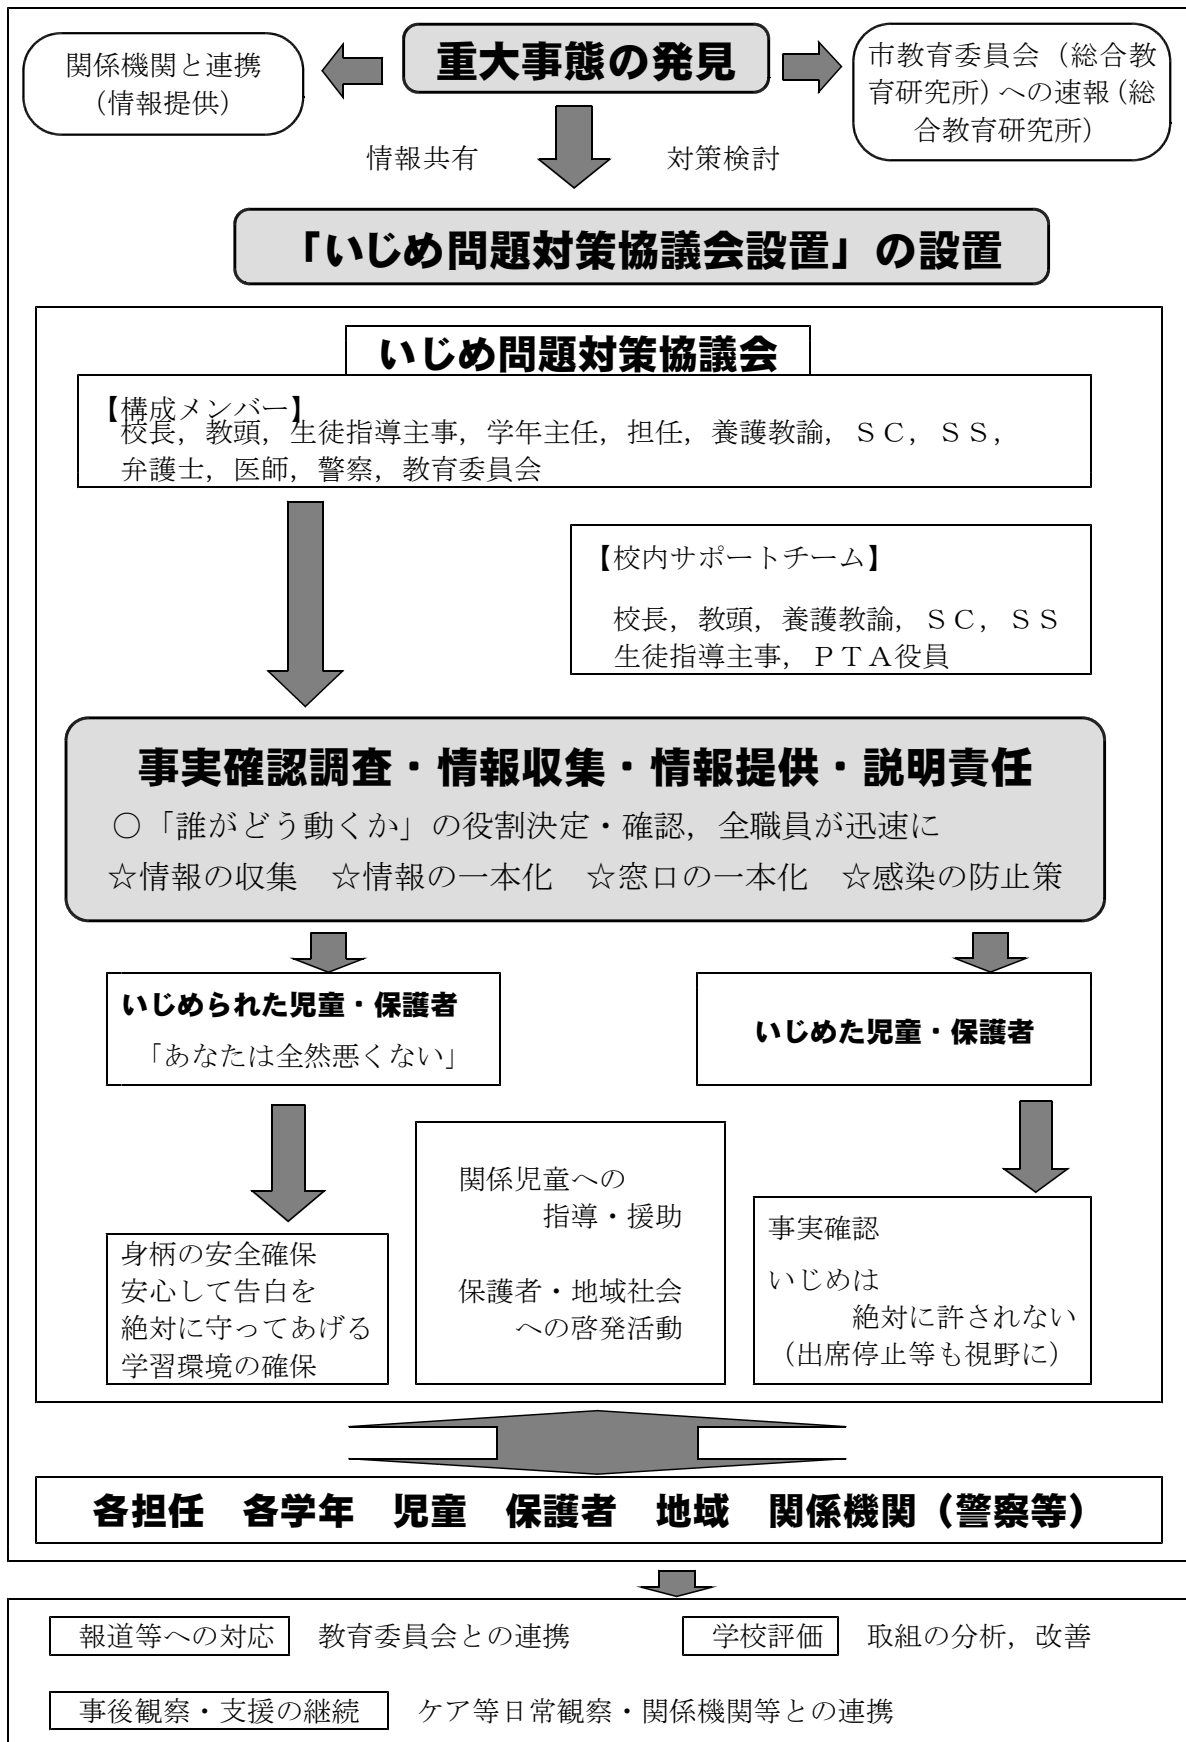 関係機関と連携
（情報提供）
重大事態の発見
市教育委員会（総合教
育研究所）への速報（総
合教育研究所）
情報共有
対策検討
「いじめ問題対策協議会設置」の設置
いじめ問題対策協議会
【構成メンバー】
校長，教頭，生徒指導主事，学年主任，担任，養護教諭，ＳＣ，ＳＳ，
弁護士，医師，警察，教育委員会
【校内サポートチーム】
校長，教頭，養護教諭，ＳＣ，ＳＳ
生徒指導主事，ＰＴＡ役員
事実確認調査・情報収集・情報提供・説明責任
○「誰がどう動くか」の役割決定・確認，全職員が迅速に
☆情報の収集　☆情報の一本化　☆窓口の一本化　☆感染の防止策
いじめられた児童・保護者
「あなたは全然悪くない」
いじめた児童・保護者
身柄の安全確保
安心して告白を
絶対に守ってあげる
学習環境の確保
関係児童への
指導・援助
保護者・地域社会
への啓発活動
事実確認
いじめは
絶対に許されない
（出席停止等も視野に）
各担任　各学年　児童　保護者　地域　関係機関（警察等）
報道等への対応　教育委員会との連携
学校評価　取組の分析，改善
事後観察・支援の継続　ケア等日常観察・関係機関等との連携